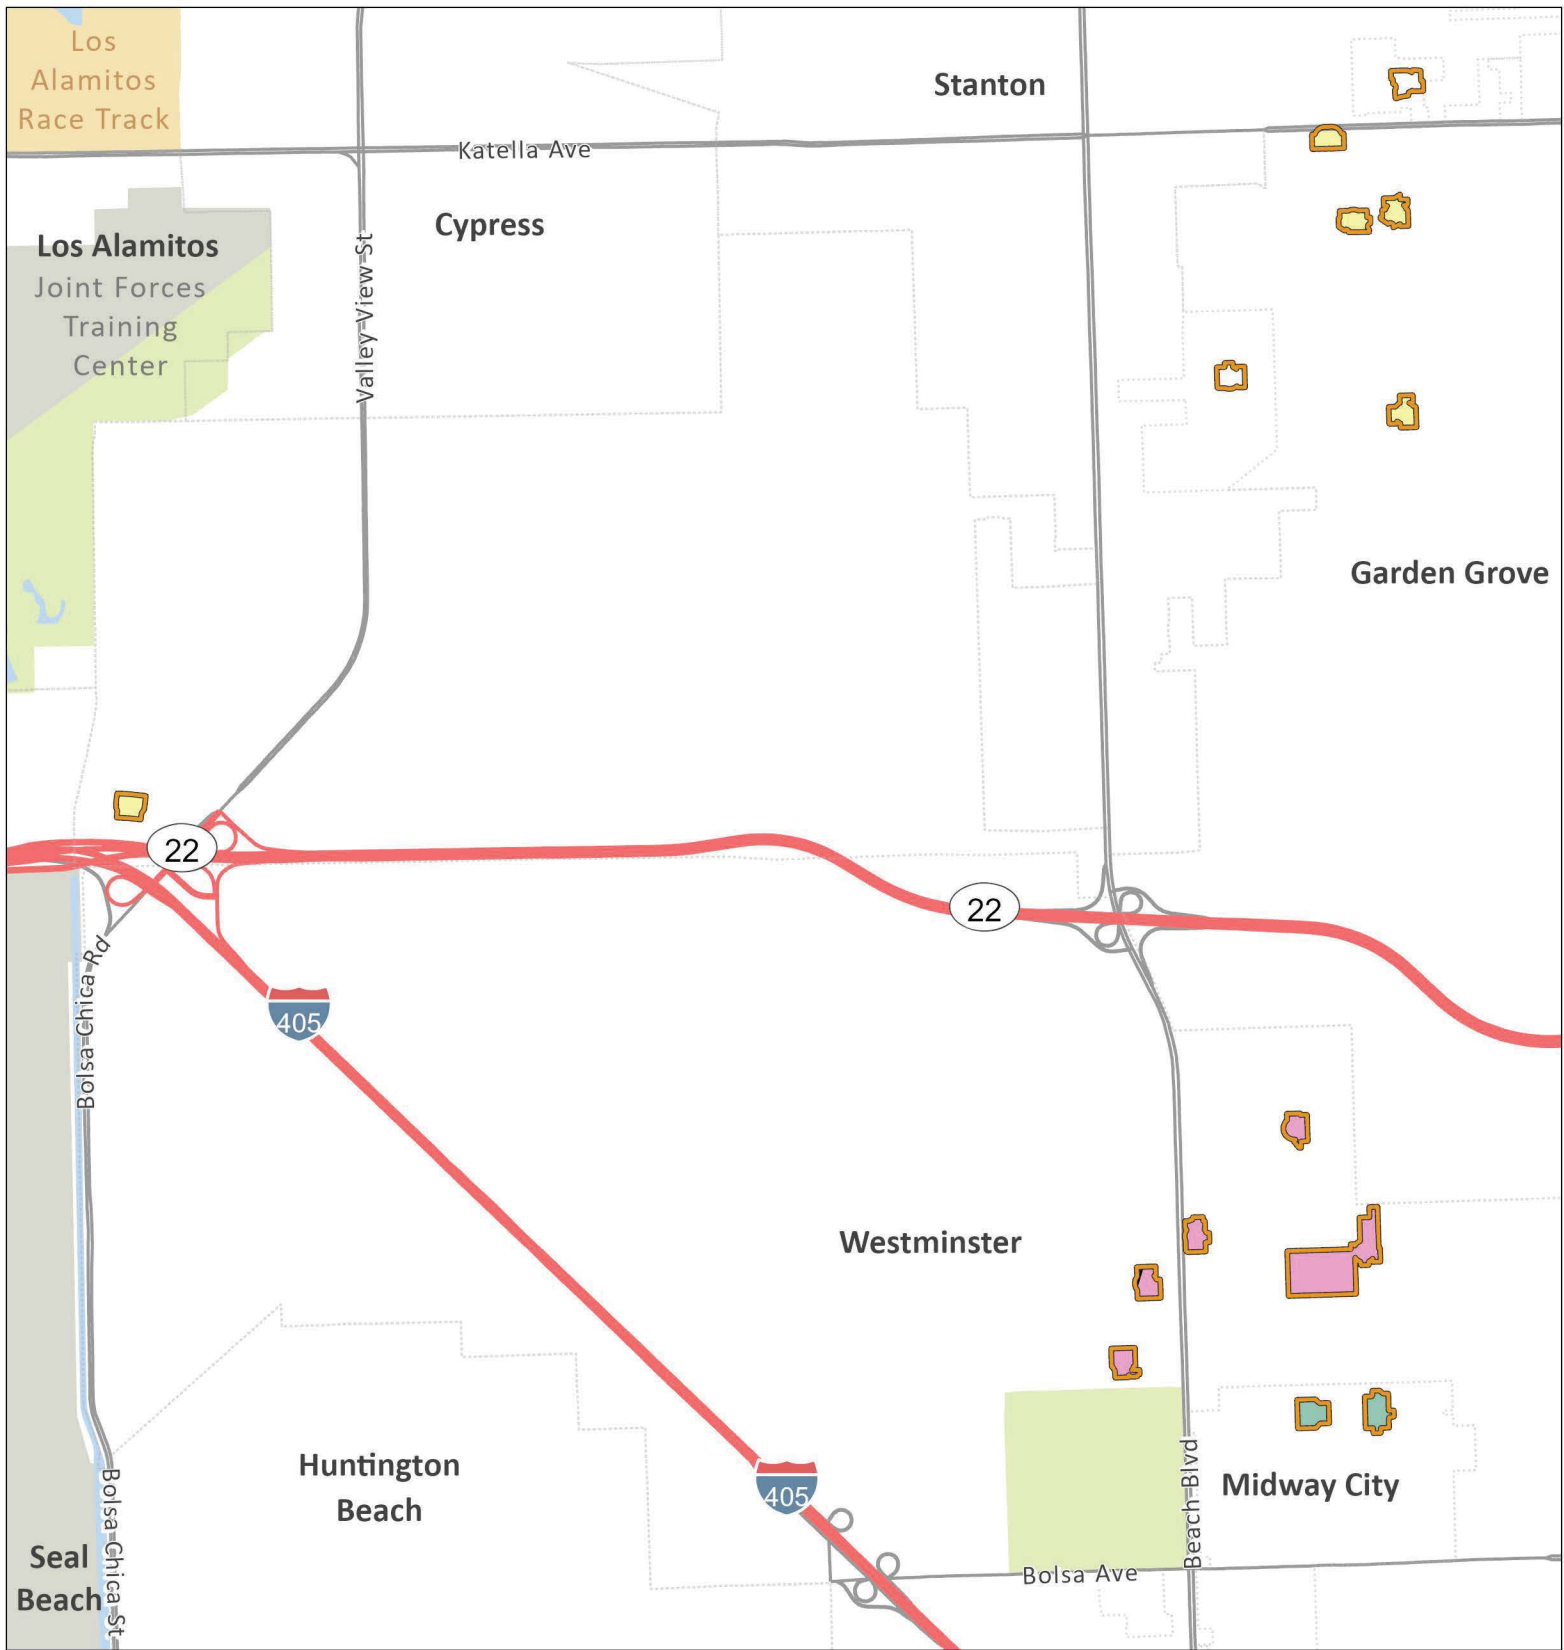 Los
Alamitos
Race Track
Stanton
Katella Ave
Cypress
Los Alamitos
Joint Forces
Training
Center
Valley View St
Garden Grove
22
22
Bolsa Chica Rd
405
Westminster
Huntington
Beach
405
Midway City
Beach Blvd
Bolsa Ave
Seal
Beach
Bolsa Chica St